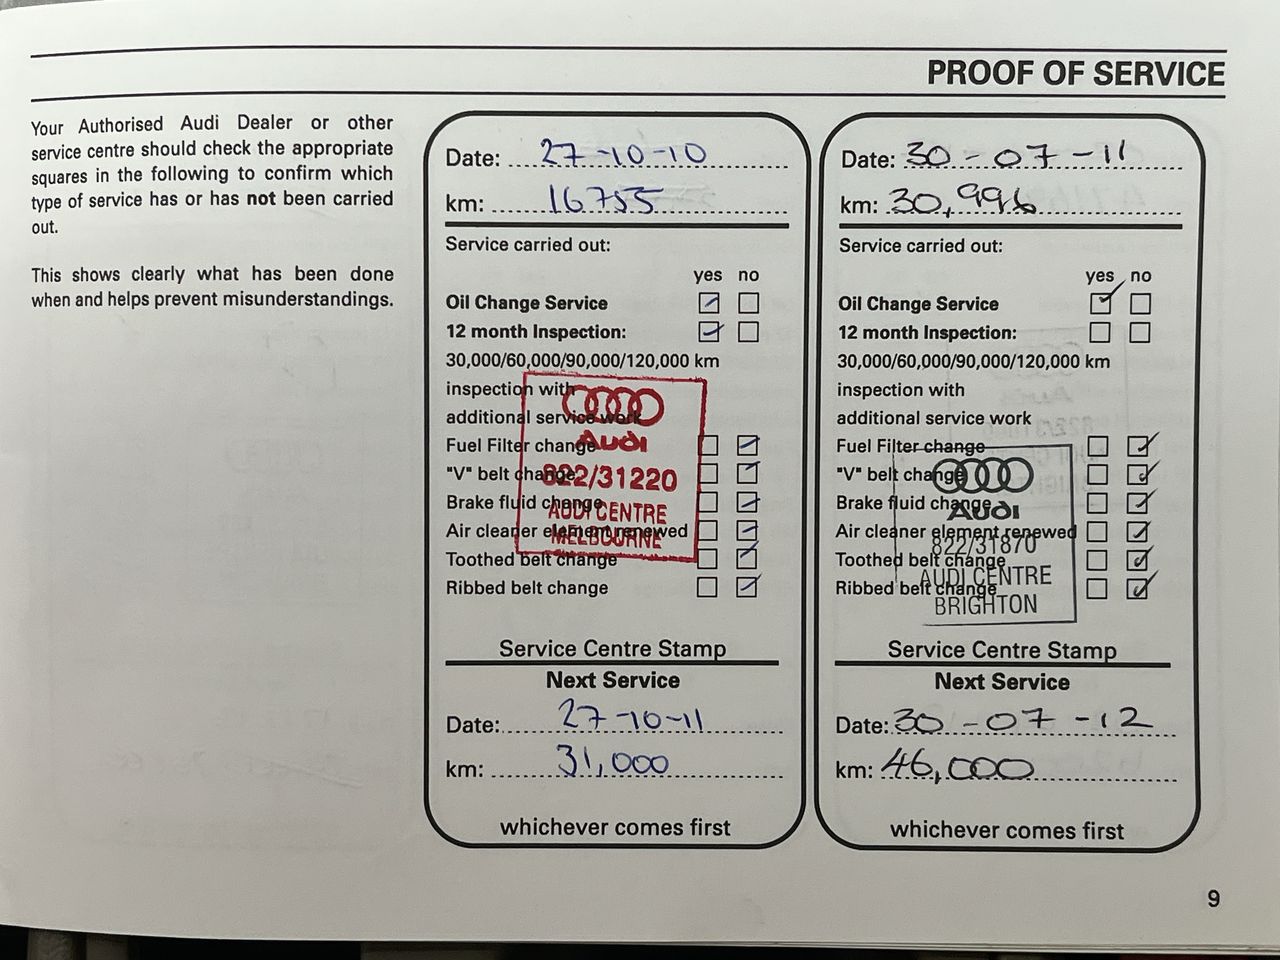 PROOF OF SERVICE
Your Authorised Audi Dealer or other
service centre should check the appropriate
squares in the following to confirm which
type of service has or has not been carried
out.
This shows clearly what has been done
when and helps prevent misunderstandings.
Date: 27-10-10
km: 16755
Service carried out:
yes no
Oil Change Service
12 month Inspection:
30,000/60,000/90,000/120,000 km
inspection with
additional service work
Fuel Filter change
"V" belt change
Brake fluid change
Air cleaner element renewed
Toothed belt change
Ribbed belt change
Audi
822/31220
AUDI CENTRE
MELBOURNE
Service Centre Stamp
Next Service
Date: 27-10-11
km: 31,000
whichever comes first
Date: 30-07-11
km: 30,996
Service carried out:
yes no
Oil Change Service
12 month Inspection:
30,000/60,000/90,000/120,000 km
inspection with
additional service work
Fuel Filter change
"V" belt change
Brake fluid change
Air cleaner element renewed
Toothed belt change
Ribbed belt change
Audi
822/31870
AUDI CENTRE
BRIGHTON
Service Centre Stamp
Next Service
Date: 30-07-12
km: 46,000
whichever comes first
9